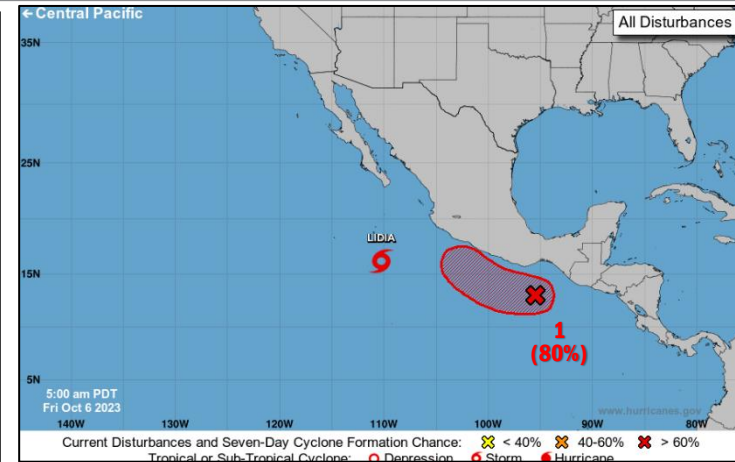 ← Central Pacific
All Disturbances
35N
25N
LIDIA
15N
1
(80%)
5N
5:00 am PDT
Fri Oct 6 2023
www.hurricanes.gov
140W 130W 120W 110W 100W 90W 80W
Current Disturbances and Seven-Day Cyclone Formation Chance: < 40% 40-60% > 60%
Tropical or Sub-Tropical Cyclone: Depression Storm Hurricane